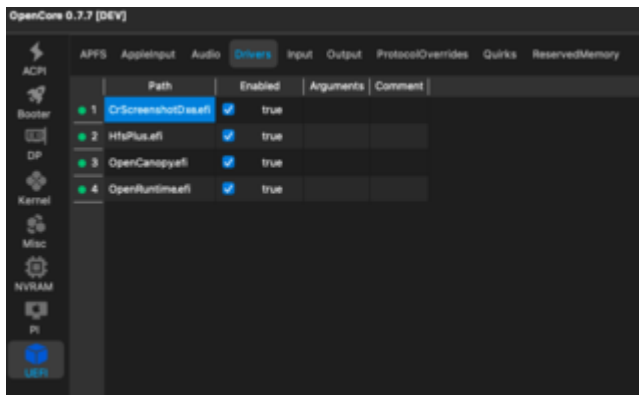 OpenCore 0.7.7 [DEV]
APFS AppleInput Audio Drivers Input Output ProtocolOverrides Quirks ReservedMemory
Path Enabled Arguments Comment
1 CrScreenshotDxe.efi true
2 HfsPlus.efi true
3 OpenCanopy.efi true
4 OpenRuntime.efi true
ACPI
Booter
DP
Kernel
Misc
NVRAM
PI
UEFI